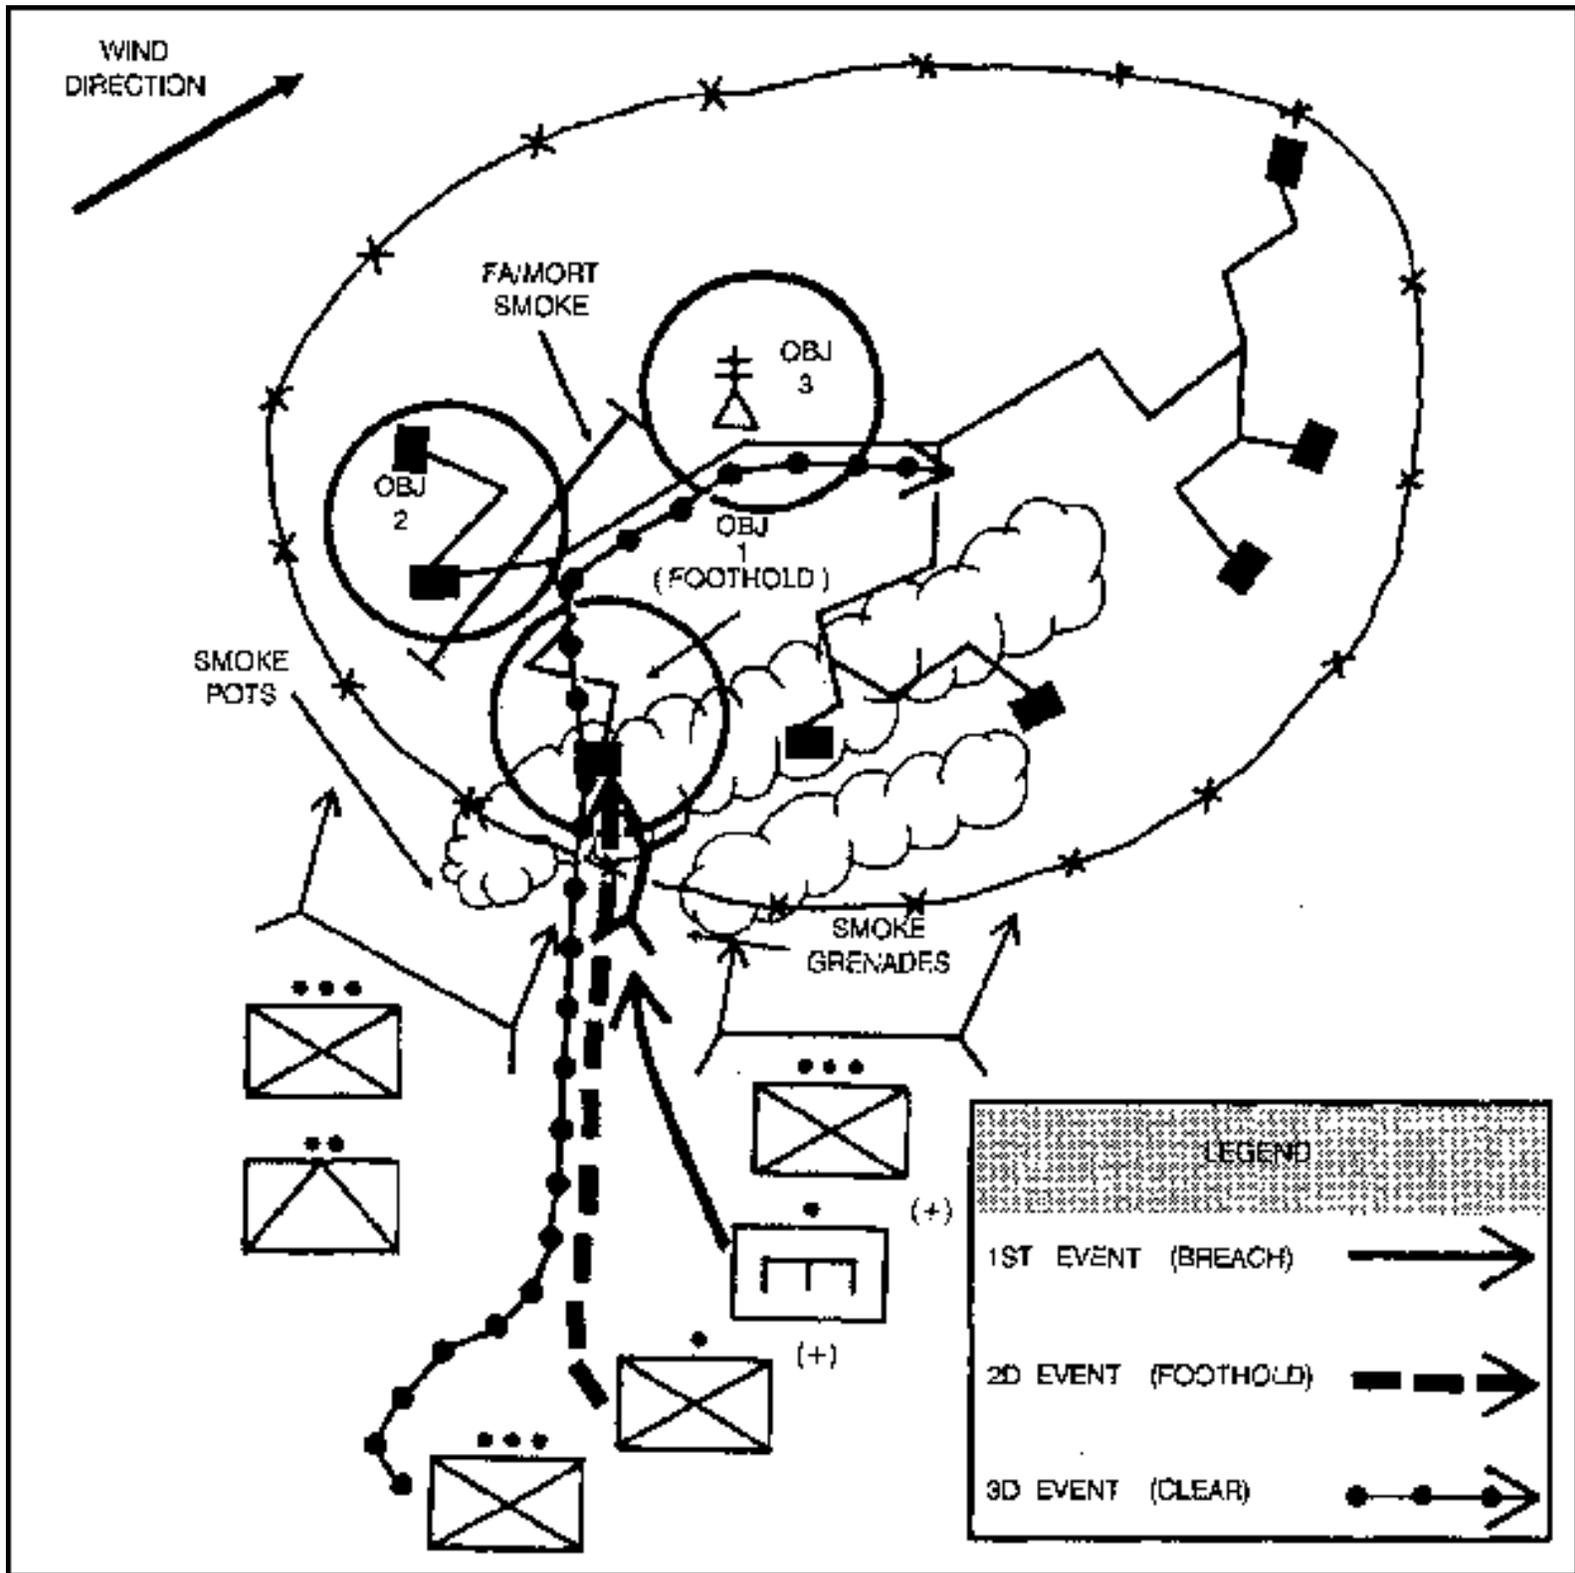 WIND
DIRECTION
FA/MORT
SMOKE
OBJ
3
OBJ
2
OBJ
1
(FOOTHOLD)
SMOKE
POTS
SMOKE
GRENADES
(+)
(+)
LEGEND
1ST EVENT (BREACH)
2D EVENT (FOOTHOLD)
3D EVENT (CLEAR)